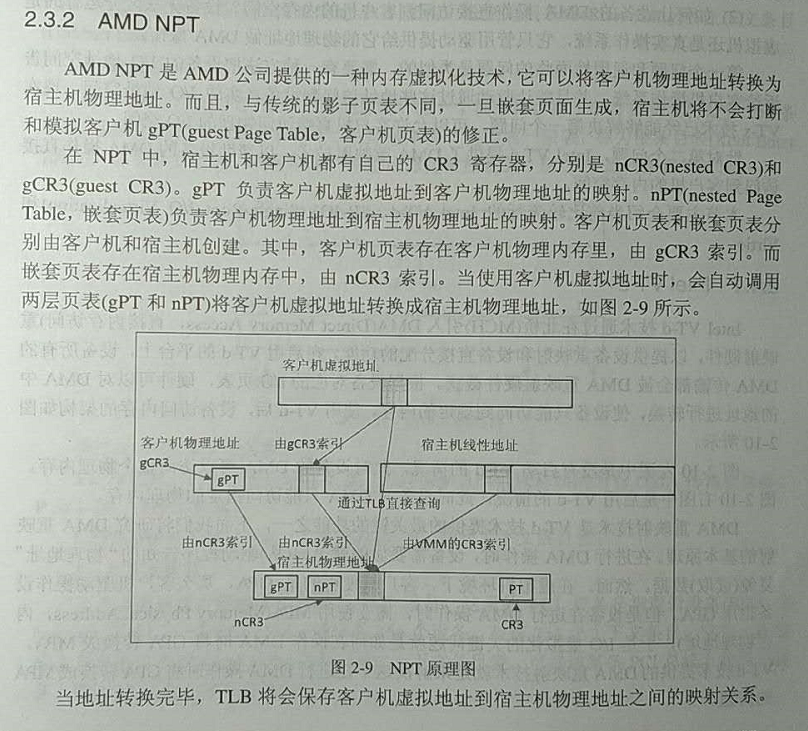 2.3.2 AMD NPT
AMD NPT 是 AMD 公司提供的一种内存虚拟化技术，它可以将客户机物理地址转换为
宿主机物理地址。而且，与传统的影子页表不同，一旦嵌套页面生成，宿主机将不会打断
和模拟客户机 gPT(guest Page Table，客户机页表)的修正。
在 NPT 中，宿主机和客户机都有自己的 CR3 寄存器，分别是 nCR3(nested CR3)和
gCR3(guest CR3)。gPT 负责客户机虚拟地址到客户机物理地址的映射。nPT(nested Page
Table，嵌套页表)负责客户机物理地址到宿主机物理地址的映射。客户机页表和嵌套页表分
别由客户机和宿主机创建。其中，客户机页表存在客户机物理内存里，由 gCR3 索引。而
嵌套页表存在宿主机物理内存中，由 nCR3 索引。当使用客户机虚拟地址时，会自动调用
两层页表(gPT 和 nPT)将客户机虚拟地址转换成宿主机物理地址，如图 2-9 所示。
客户机虚拟地址
客户机物理地址 由gCR3索引 宿主机线性地址
gCR3
gPT
通过TLB直接查询
由nCR3索引 由nCR3索引 由VMM的CR3索引
宿主机物理地址
gPT nPT PT
nCR3 CR3
图 2-9 NPT 原理图
当地址转换完毕，TLB 将会保存客户机虚拟地址到宿主机物理地址之间的映射关系。